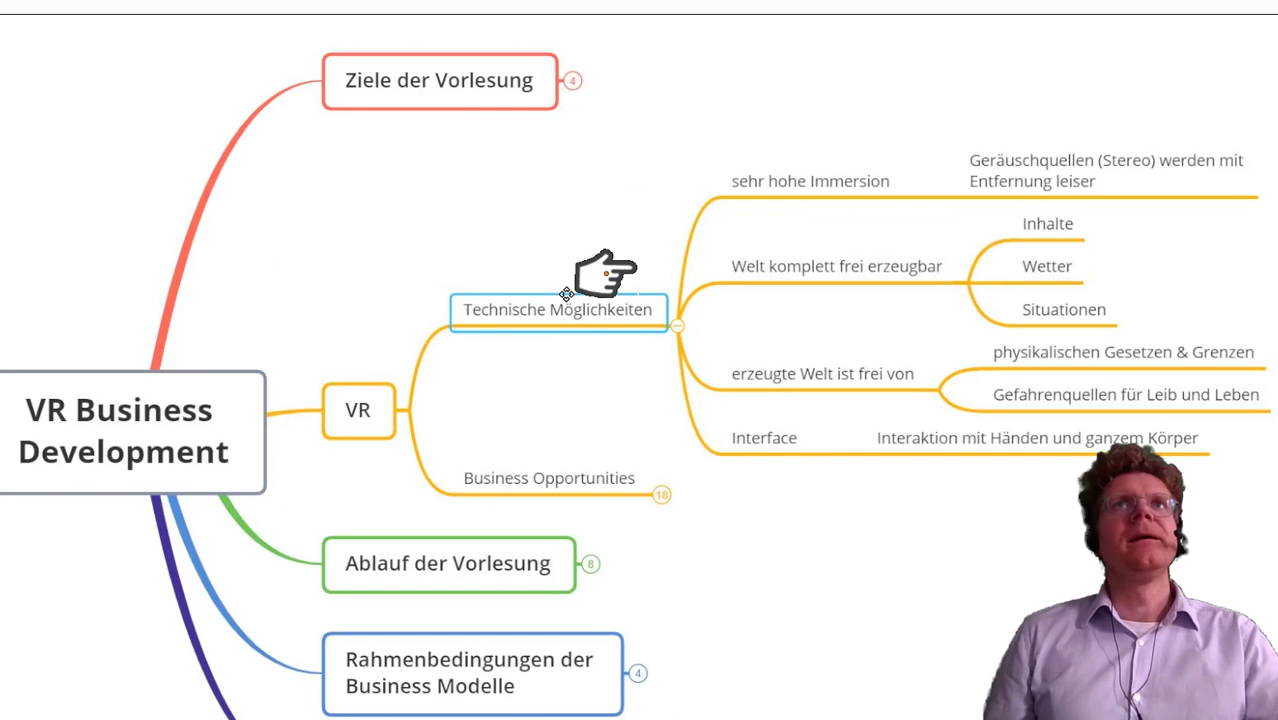 Ziele der Vorlesung
4
Geräuschquellen (Stereo) werden mit
Entfernung leiser
sehr hohe Immersion
Inhalte
Welt komplett frei erzeugbar
Wetter
Technische Möglichkeiten
Situationen
physikalischen Gesetzen & Grenzen
erzeugte Welt ist frei von
Gefahrenquellen für Leib und Leben
VR Business
Development
VR
Interface
Interaktion mit Händen und ganzem Körper
Business Opportunities
18
Ablauf der Vorlesung
8
Rahmenbedingungen der
Business Modelle
4